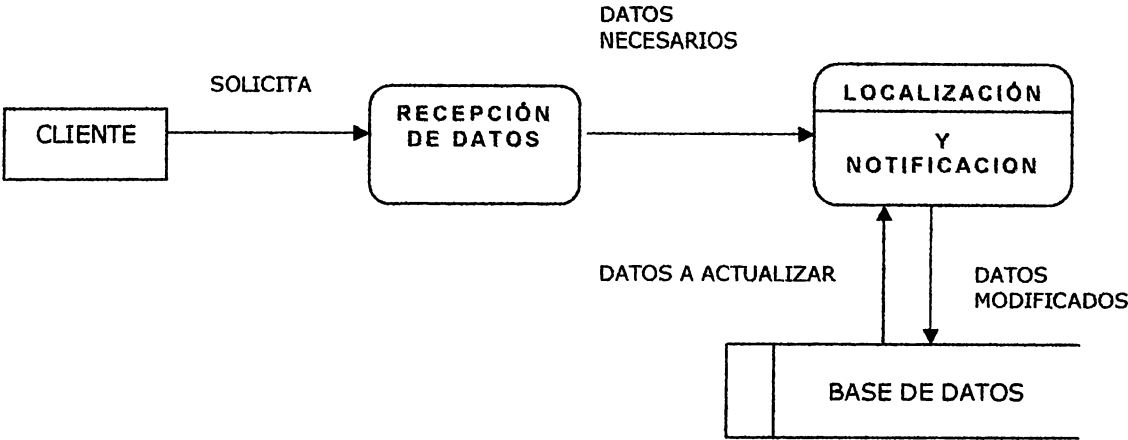 DATOS
NECESARIOS
SOLICITA
CLIENTE
RECEPCIÓN
DE DATOS
LOCALIZACIÓN
Y
NOTIFICACION
DATOS A ACTUALIZAR
DATOS
MODIFICADOS
BASE DE DATOS